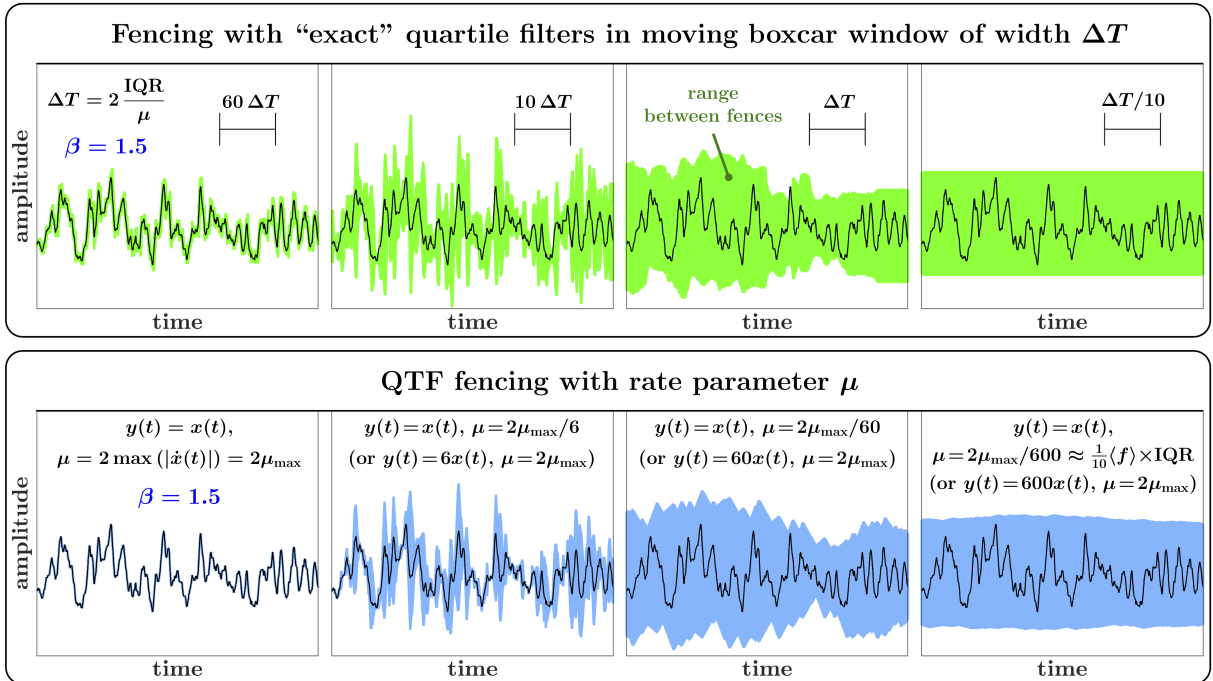 Fencing with “exact” quartile filters in moving boxcar window of width ΔT
ΔT = 2 IQR/μ
β = 1.5
60 ΔT
10 ΔT
range
between fences
ΔT
ΔT/10
amplitude
time
time
time
time
QTF fencing with rate parameter μ
y(t) = x(t),
μ = 2 max (|ẋ(t)|) = 2μmax
β = 1.5
y(t)=x(t), μ=2μmax/6
(or y(t)=6x(t), μ=2μmax)
y(t)=x(t), μ=2μmax/60
(or y(t)=60x(t), μ=2μmax)
y(t)=x(t),
μ=2μmax/600 ≈ 1/10⟨f⟩×IQR
(or y(t)=600x(t), μ=2μmax)
amplitude
time
time
time
time